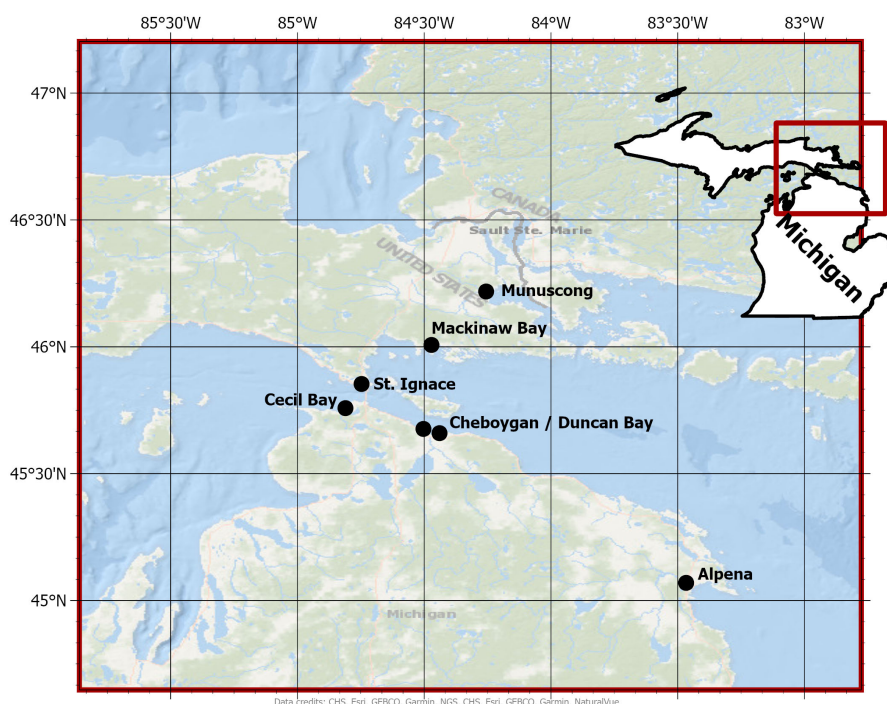 85°30'W 85°W 84°30'W 84°W 83°30'W 83°W
47°N
CANADA
46°30'N
Sault Ste. Marie
UNITED STATES
Michigan
Munuscong
Mackinaw Bay
46°N
St. Ignace
Cecil Bay
Cheboygan / Duncan Bay
45°30'N
Alpena
45°N
Michigan
Data credits: CHS, Esri, GEBCO, Garmin, NGS, CHS, Esri, GEBCO, Garmin, NaturalVue